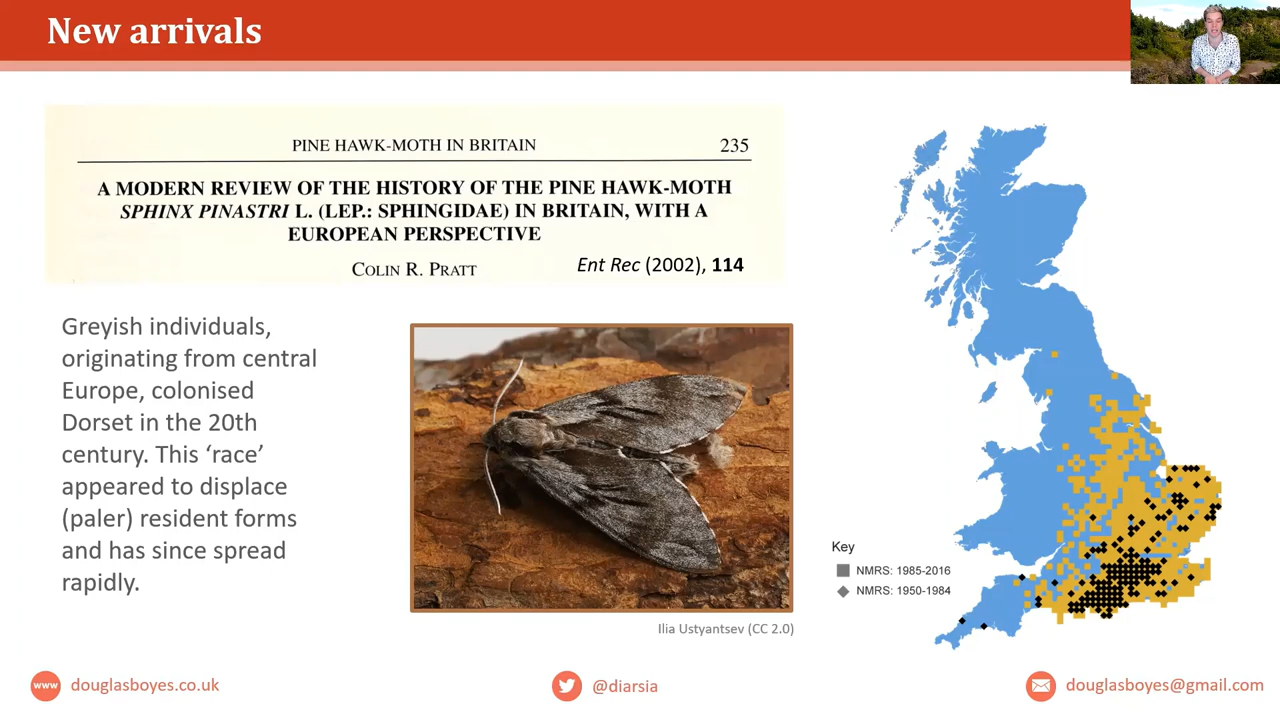 New arrivals
PINE HAWK-MOTH IN BRITAIN 235
A MODERN REVIEW OF THE HISTORY OF THE PINE HAWK-MOTH
SPHINX PINASTRI L. (LEP.: SPHINGIDAE) IN BRITAIN, WITH A
EUROPEAN PERSPECTIVE
COLIN R. PRATT
Ent Rec (2002), 114
Greyish individuals,
originating from central
Europe, colonised
Dorset in the 20th
century. This ‘race’
appeared to displace
(paler) resident forms
and has since spread
rapidly.
Ilia Ustyantsev (CC 2.0)
Key
NMRS: 1985-2016
NMRS: 1950-1984
www douglasboyes.co.uk
@diarsia
douglasboyes@gmail.com